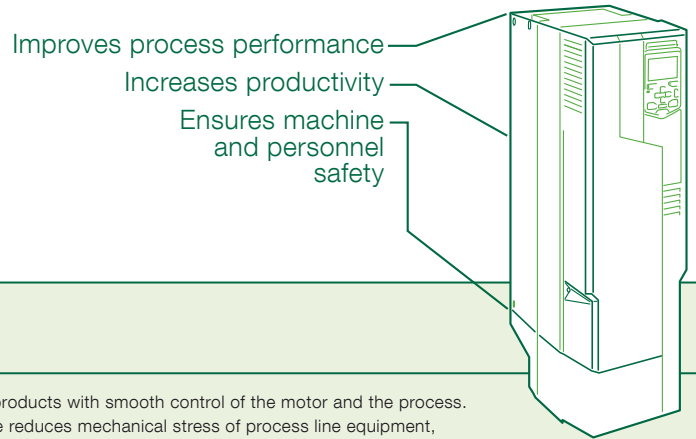 Improves process performance
Increases productivity
Ensures machine
and personnel
safety
products with smooth control of the motor and the process.
reduces mechanical stress of process line equipment,